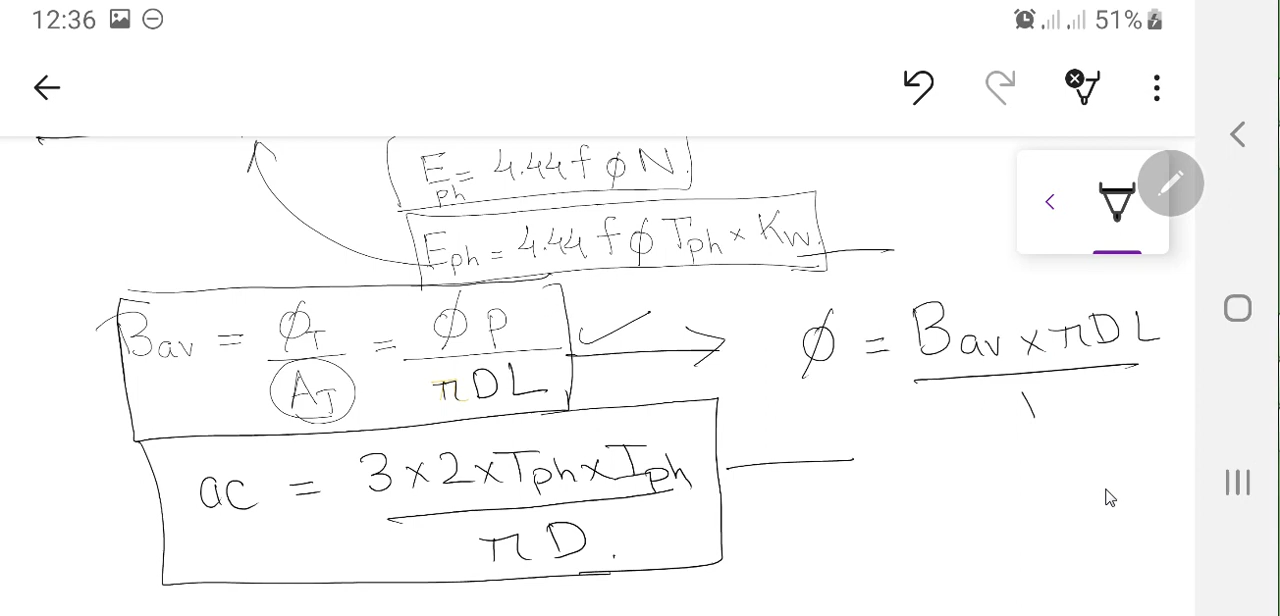 12:36 51%
E_ph = 4.44 f ϕ N.
E_ph = 4.44 f ϕ T_ph × K_w.
B_av = ϕ_T / A_T = ϕ P / πDL → ϕ = B_av × πDL / \
ac = 3 × 2 × T_ph × I_ph / πD.